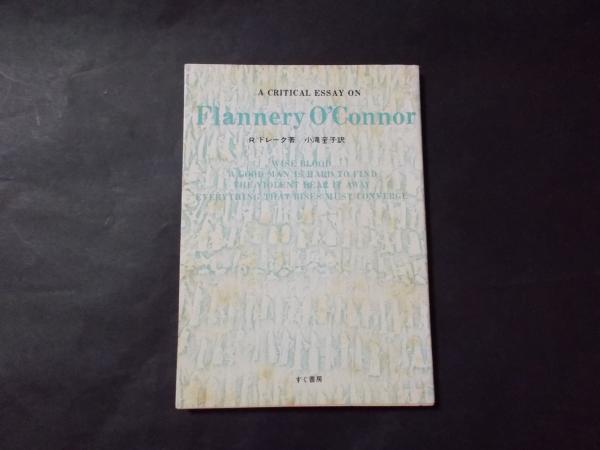 A CRITICAL ESSAY ON
Flannery O'Connor
R・ドレーク著 小滝奎子訳
WISE BLOOD
A GOOD MAN IS HARD TO FIND
THE VIOLENT BEAR IT AWAY
EVERYTHING THAT RISES MUST CONVERGE
すぐ書房